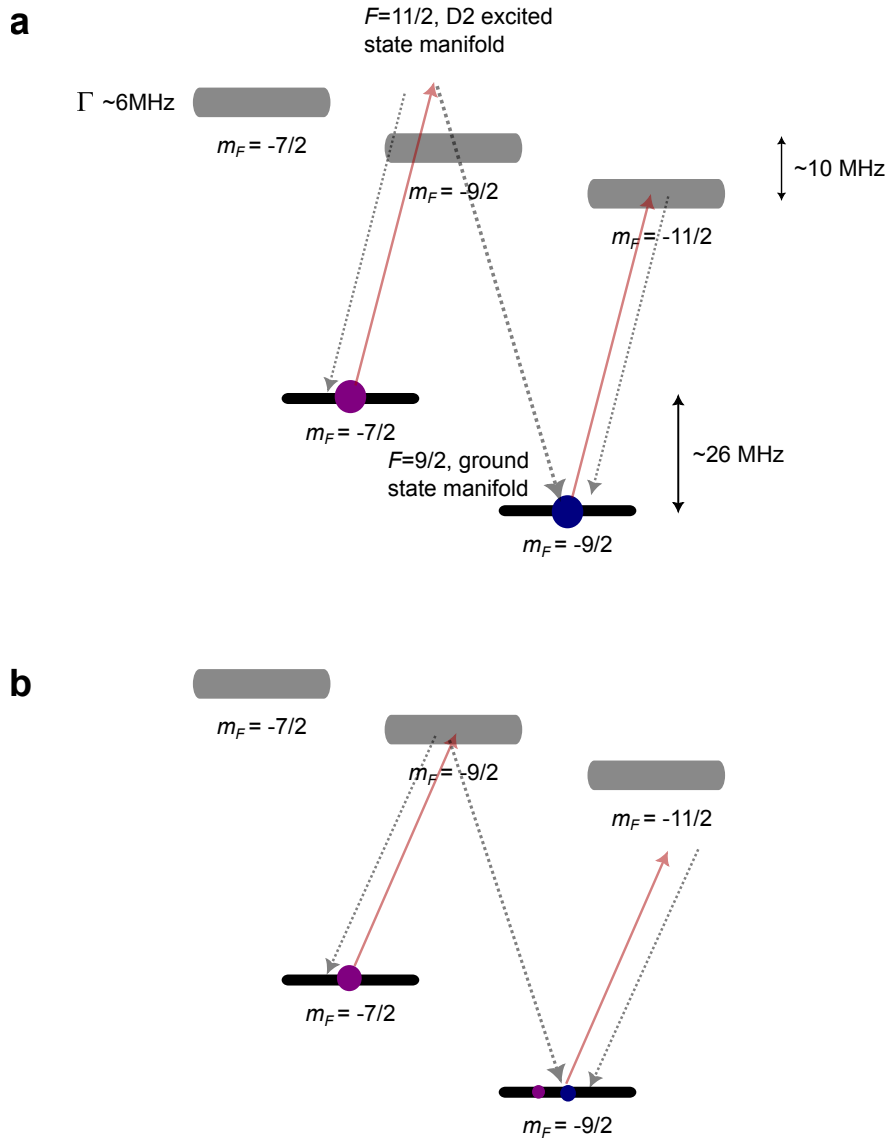 a
F=11/2, D2 excited
state manifold
Γ ~6MHz
m_F = -7/2
m_F = -9/2
~10 MHz
m_F = -11/2
m_F = -7/2
F=9/2, ground
state manifold
~26 MHz
m_F = -9/2
b
m_F = -7/2
m_F = -9/2
m_F = -11/2
m_F = -7/2
m_F = -9/2